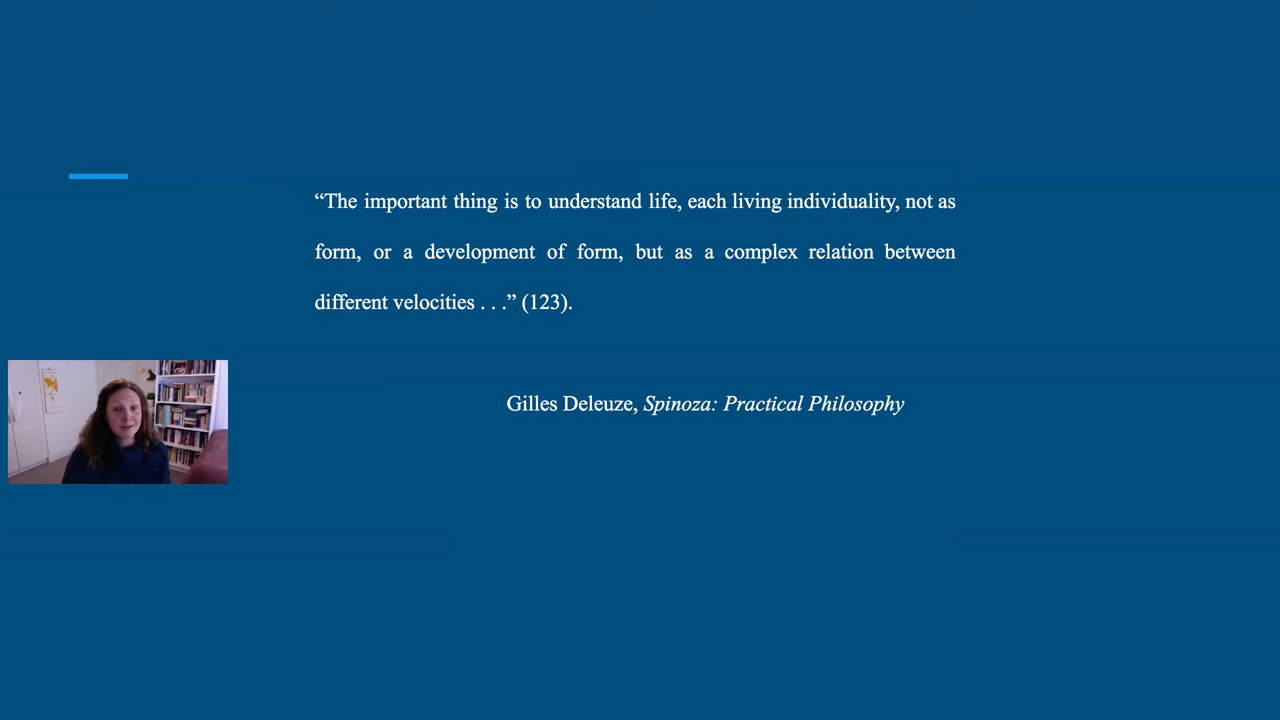 “The important thing is to understand life, each living individuality, not as
form, or a development of form, but as a complex relation between
different velocities . . .” (123).
Gilles Deleuze, Spinoza: Practical Philosophy